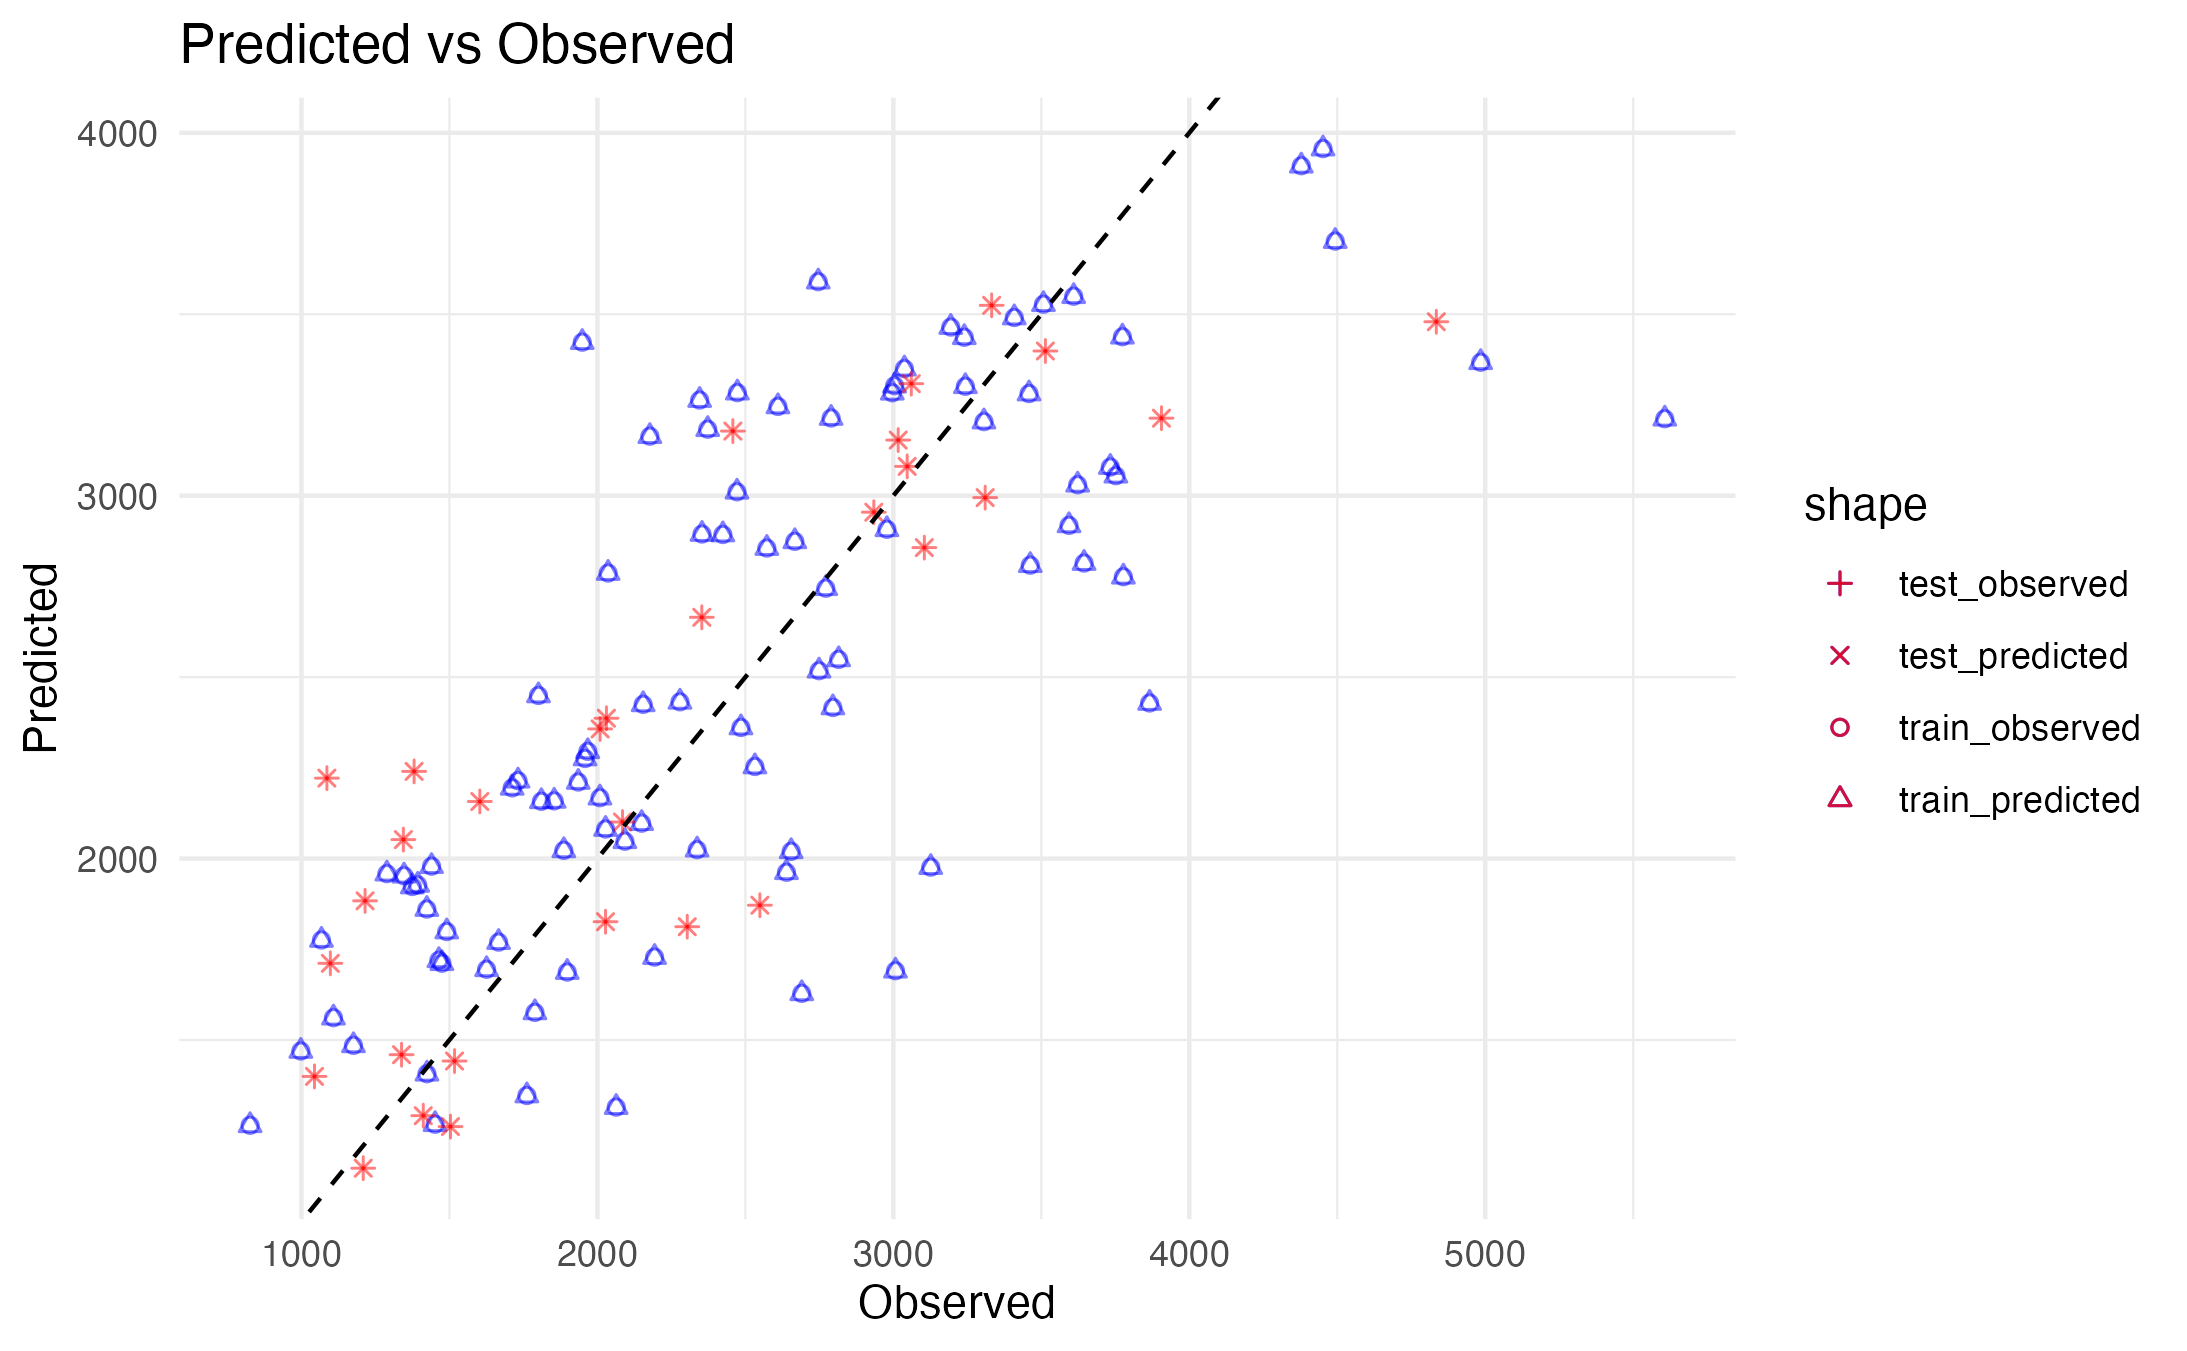 Predicted vs Observed
4000
3000
2000
Predicted
1000
2000
3000
4000
5000
Observed
shape
test_observed
test_predicted
train_observed
train_predicted